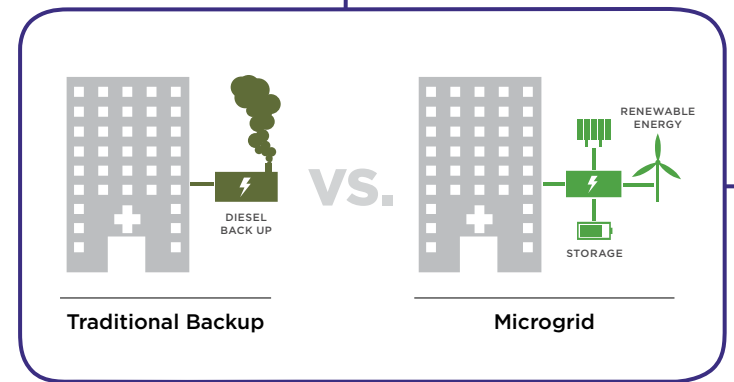 RENEWABLE
ENERGY
VS.
DIESEL
BACK UP
STORAGE
Traditional Backup
Microgrid